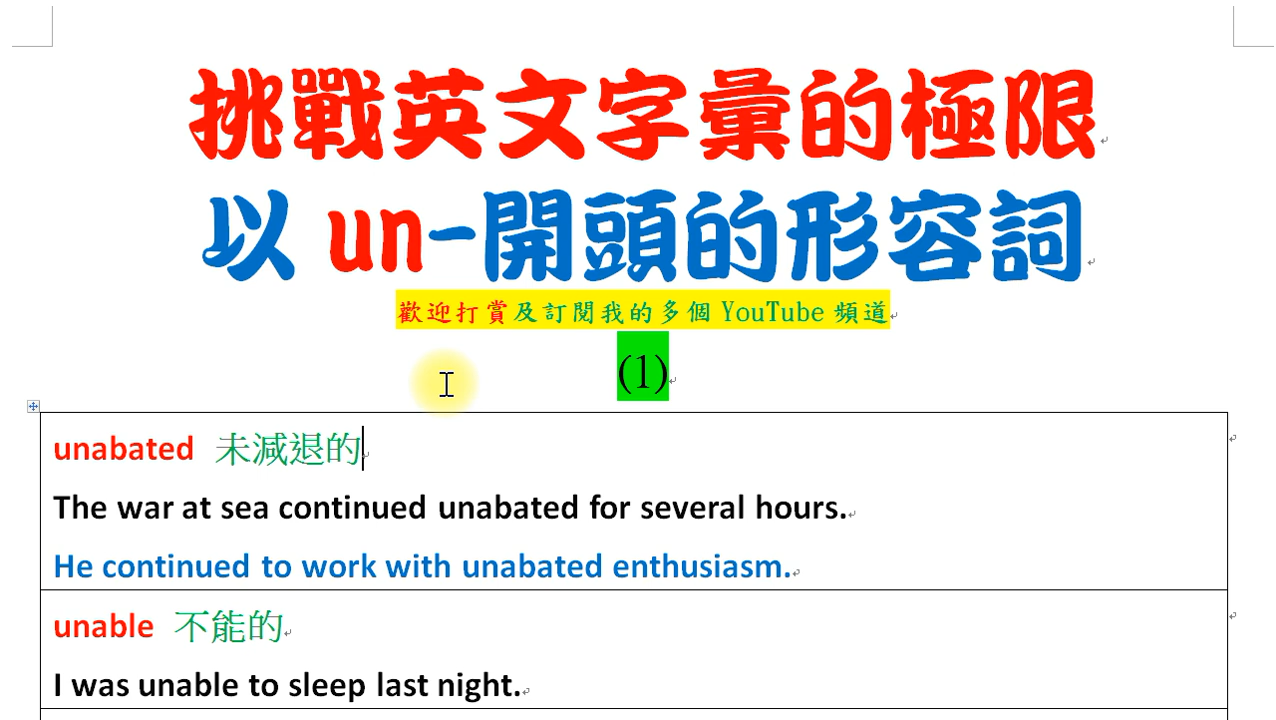 挑戰英文字彙的極限
以 un-開頭的形容詞
歡迎打賞及訂閱我的多個 YouTube 頻道
(1)
unabated 未減退的
The war at sea continued unabated for several hours.
He continued to work with unabated enthusiasm.
unable 不能的
I was unable to sleep last night.